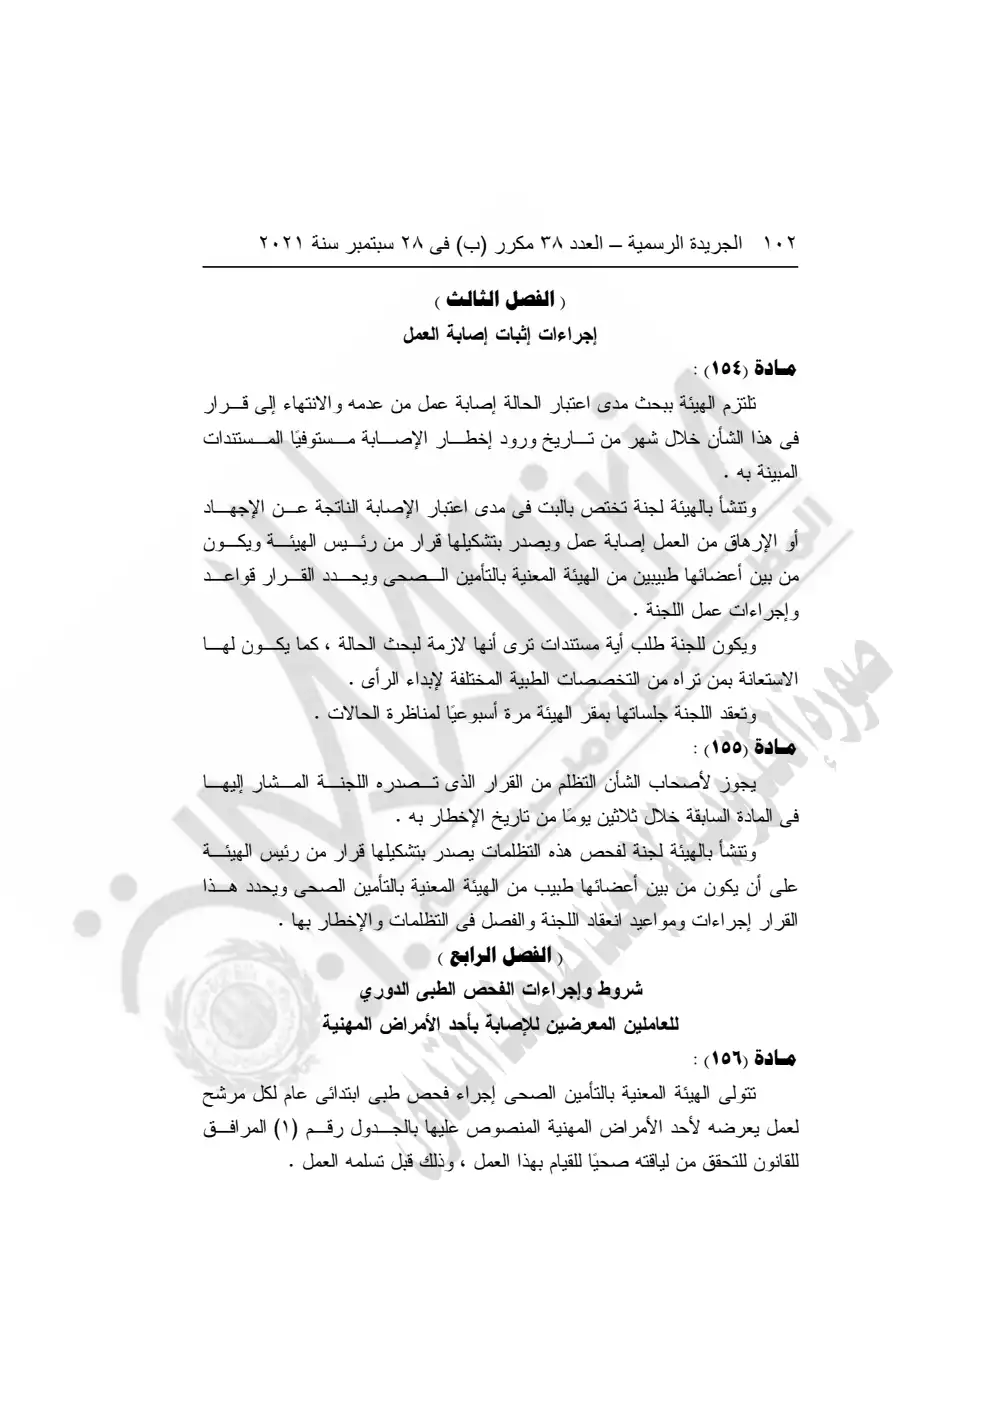 ١٠٢ الجريدة الرسمية – العدد ٣٨ مكرر (ب) فى ٢٨ سبتمبر سنة ٢٠٢١
( الفصل الثالث )
إجراءات إثبات إصابة العمل
مادة (١٥٤) :
تلتزم الهيئة ببحث مدى اعتبار الحالة إصابة عمل من عدمه والانتهاء إلى قرار
فى هذا الشأن خلال شهر من تاريخ ورود إخطار الإصابة مستوفيًا المستندات
المبينة به .
وتنشأ بالهيئة لجنة تختص بالبت فى مدى اعتبار الإصابة الناتجة عن الإجهاد
أو الإرهاق من العمل إصابة عمل ويصدر بتشكيلها قرار من رئيس الهيئة ويكون
من بين أعضائها طبيبين من الهيئة المعنية بالتأمين الصحى ويحدد القرار قواعد
وإجراءات عمل اللجنة .
ويكون للجنة طلب أية مستندات ترى أنها لازمة لبحث الحالة ، كما يكون لها
الاستعانة بمن تراه من التخصصات الطبية المختلفة لإبداء الرأى .
وتعقد اللجنة جلساتها بمقر الهيئة مرة أسبوعيًا لمناظرة الحالات .
مادة (١٥٥) :
يجوز لأصحاب الشأن التظلم من القرار الذى تصدره اللجنة المشار إليها
فى المادة السابقة خلال ثلاثين يومًا من تاريخ الإخطار به .
وتنشأ بالهيئة لجنة لفحص هذه التظلمات يصدر بتشكيلها قرار من رئيس الهيئة
على أن يكون من بين أعضائها طبيب من الهيئة المعنية بالتأمين الصحى ويحدد هذا
القرار إجراءات ومواعيد انعقاد اللجنة والفصل فى التظلمات والإخطار بها .
( الفصل الرابع )
شروط وإجراءات الفحص الطبى الدوري
للعاملين المعرضين للإصابة بأحد الأمراض المهنية
مادة (١٥٦) :
تتولى الهيئة المعنية بالتأمين الصحى إجراء فحص طبى ابتدائى عام لكل مرشح
لعمل يعرضه لأحد الأمراض المهنية المنصوص عليها بالجدول رقم (١) المرافق
للقانون للتحقق من لياقته صحيًا للقيام بهذا العمل ، وذلك قبل تسلمه العمل .